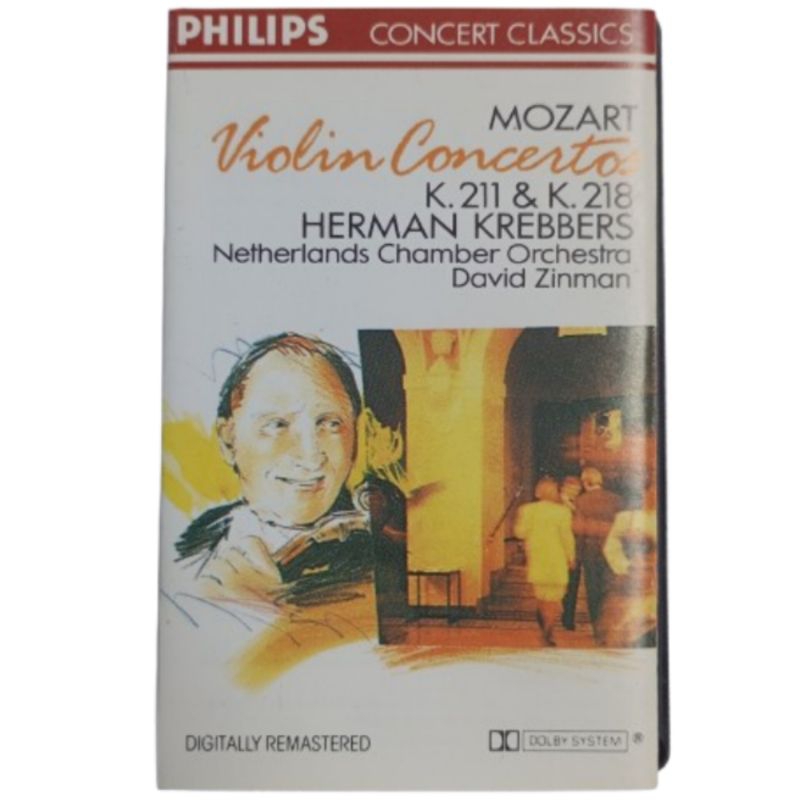 PHILIPS CONCERT CLASSICS
MOZART
Violin Concertos
K. 211 & K. 218
HERMAN KREBBERS
Netherlands Chamber Orchestra
David Zinman
DIGITALLY REMASTERED DOLBY SYSTEM ®